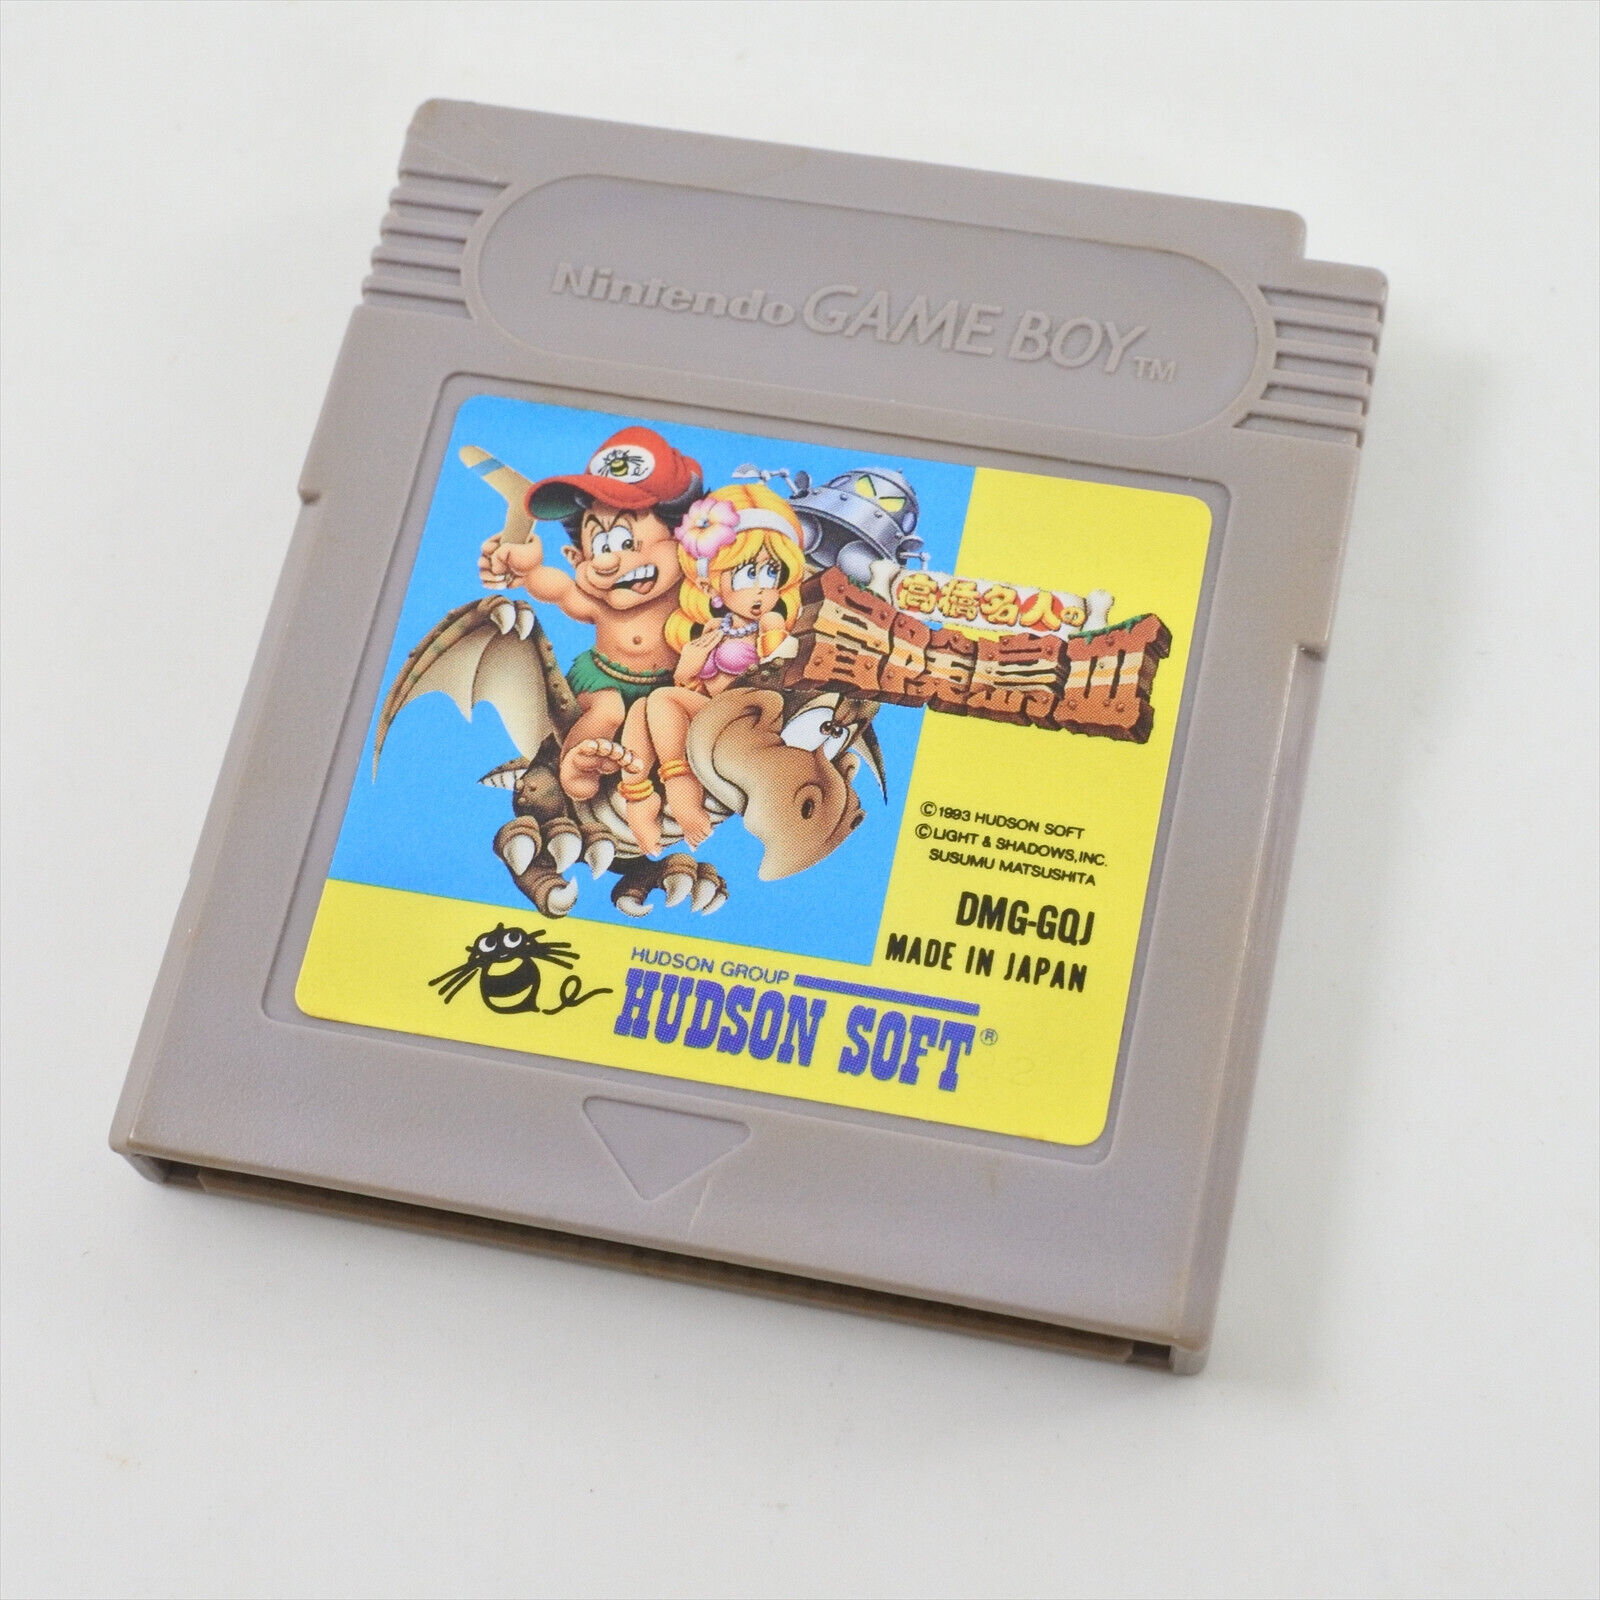 Nintendo GAME BOY™
高橋名人の
冒険島III
©1993 HUDSON SOFT
©LIGHT & SHADOWS, INC.
SUSUMU MATSUSHITA
DMG-GQJ
MADE IN JAPAN
HUDSON GROUP
HUDSON SOFT®